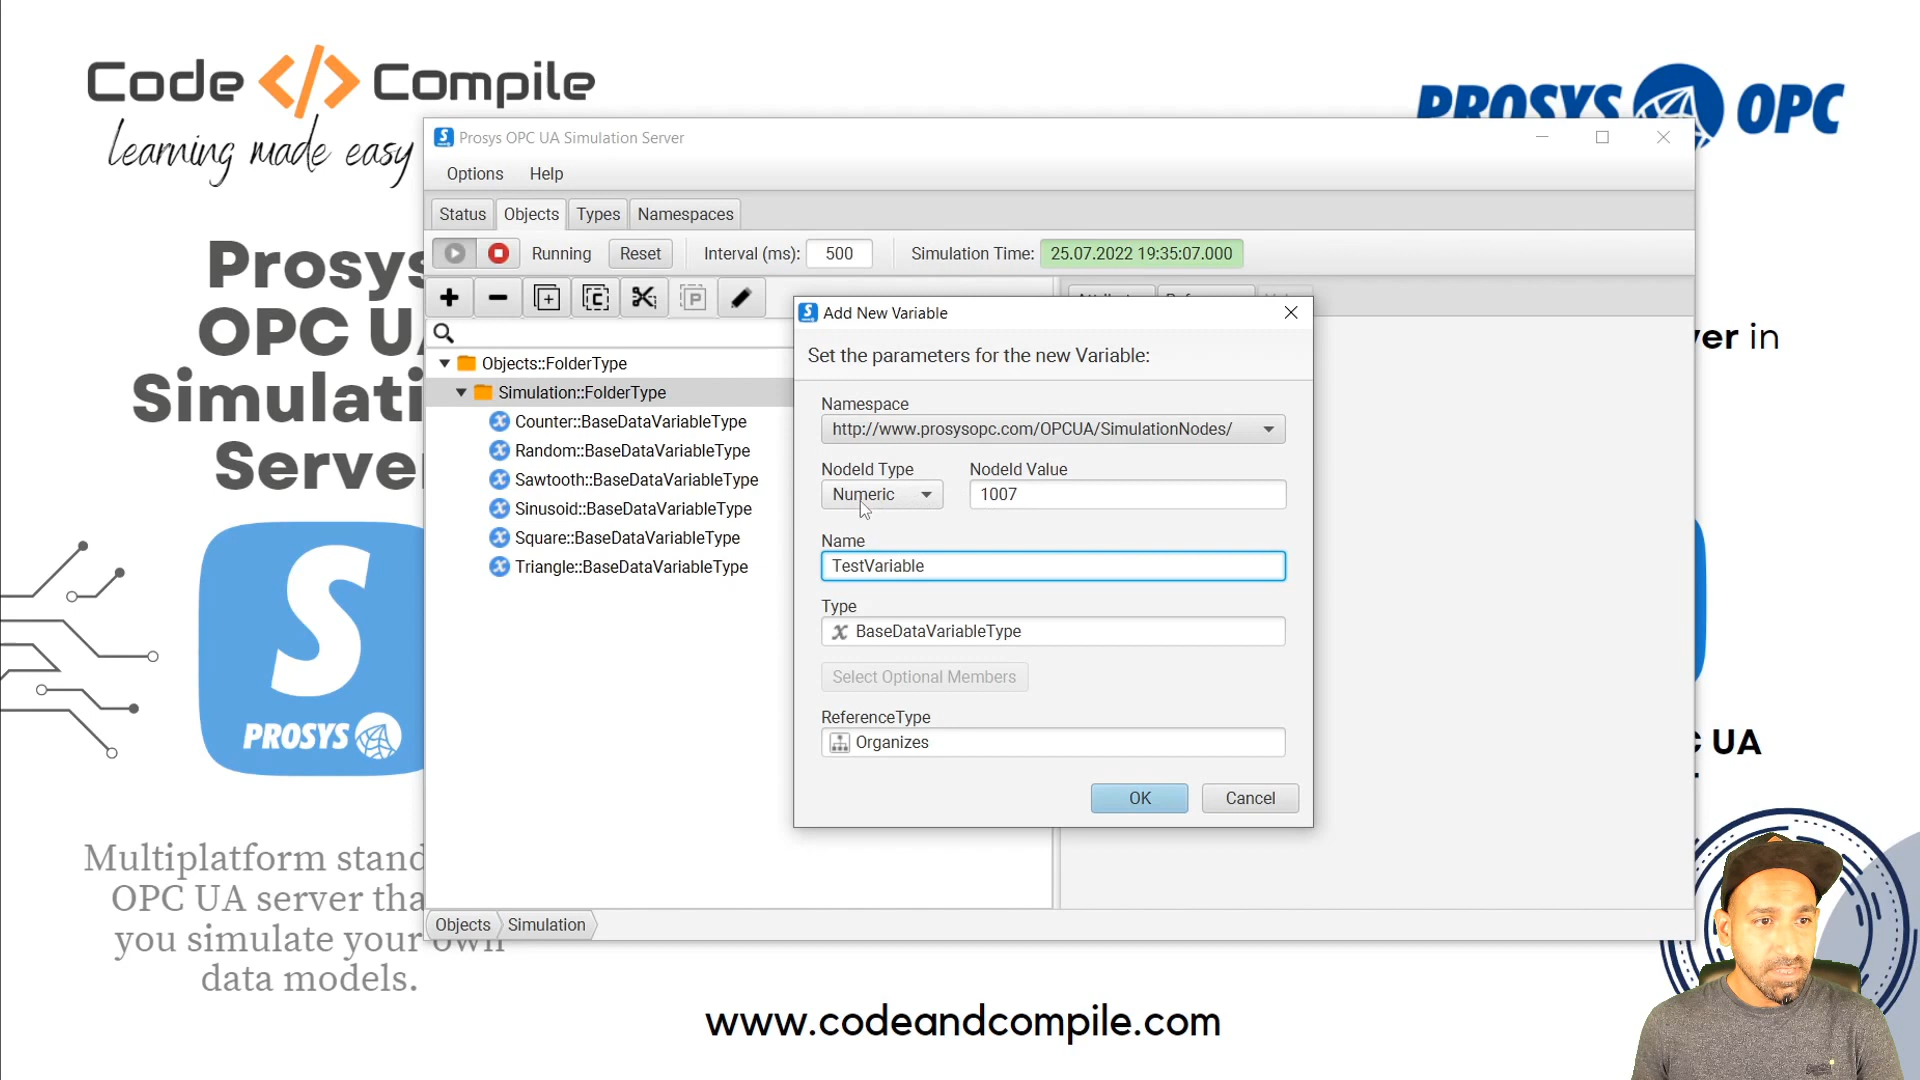 Code </> Compile
learning made easy
PROSYS OPC
Prosys OPC UA Simulation Server
Options Help
Status Objects Types Namespaces
Running Reset Interval (ms): 500 Simulation Time: 25.07.2022 19:35:07.000
Objects::FolderType
Simulation::FolderType
Counter::BaseDataVariableType
Random::BaseDataVariableType
Sawtooth::BaseDataVariableType
Sinusoid::BaseDataVariableType
Square::BaseDataVariableType
Triangle::BaseDataVariableType
Objects Simulation
Add New Variable
Set the parameters for the new Variable:
Namespace
http://www.prosysopc.com/OPCUA/SimulationNodes/
NodeId Type NodeId Value
Numeric 1007
Name
TestVariable
Type
BaseDataVariableType
Select Optional Members
ReferenceType
Organizes
OK Cancel
Prosys
OPC U
Simulati
Server
S
PROSYS
Multiplatform stand
OPC UA server tha
you simulate your own
data models.
er in
UA
www.codeandcompile.com